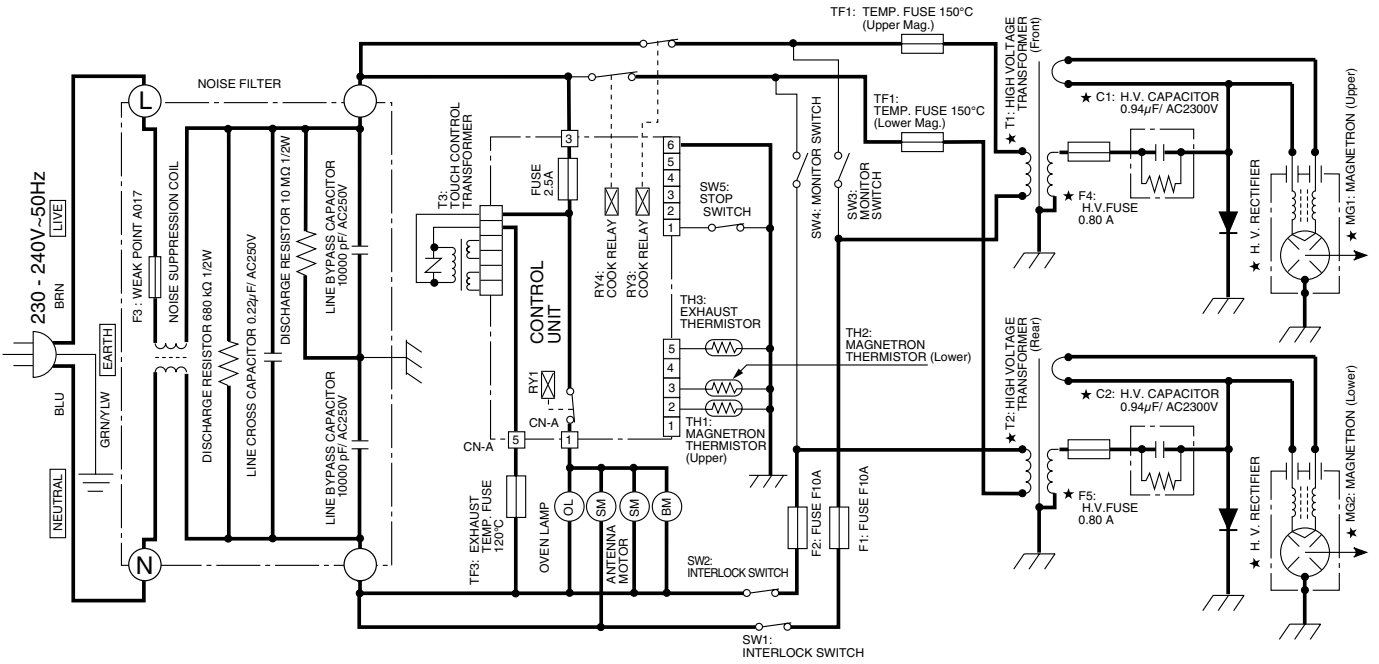 TF1: TEMP. FUSE 150°C
(Upper Mag.)
NOISE FILTER
L
230 - 240V~50Hz
LIVE
BRN
EARTH
BLU
GRN/YLW
NEUTRAL
N
F3 : WEAK POINT A017
NOISE SUPPRESSION COIL
DISCHARGE RESISTOR 680 kΩ 1/2W
LINE CROSS CAPACITOR 0.22µF/ AC250V
DISCHARGE RESISTOR 10 MΩ 1/2W
LINE BYPASS CAPACITOR
10000 pF/ AC250V
LINE BYPASS CAPACITOR
10000 pF/ AC250V
T3: TOUCH CONTROL
TRANSFORMER
3
FUSE
2.5A
CONTROL
UNIT
RY1
CN-A
CN-A
5
1
RY4:
COOK RELAY
RY3:
COOK RELAY
6
5
4
3
2
1
SW5:
STOP
SWITCH
TH3:
EXHAUST
THERMISTOR
5
4
3
2
1
TH2:
MAGNETRON
THERMISTOR (Lower)
TH1:
MAGNETRON
THERMISTOR
(Upper)
TF3: EXHAUST
TEMP. FUSE
120°C
OVEN LAMP
OL
SM
ANTENNA
MOTOR
SM
BM
SW2:
INTERLOCK SWITCH
SW1:
INTERLOCK SWITCH
F2: FUSE F10A
F1: FUSE F10A
SW4: MONITOR SWITCH
SW3:
MONITOR
SWITCH
TF1:
TEMP. FUSE 150°C
(Lower Mag.)
★ T1: HIGH VOLTAGE
TRANSFORMER
(Front)
★ C1: H.V. CAPACITOR
0.94µF/ AC2300V
★ F4:
H.V.FUSE
0.80 A
★ H. V. RECTIFIER
★ MG1: MAGNETRON (Upper)
★ T2: HIGH VOLTAGE
TRANSFORMER
(Rear)
★ C2: H.V. CAPACITOR
0.94µF/ AC2300V
★ F5:
H.V.FUSE
0.80 A
★ H. V. RECTIFIER
★ MG2: MAGNETRON (Lower)